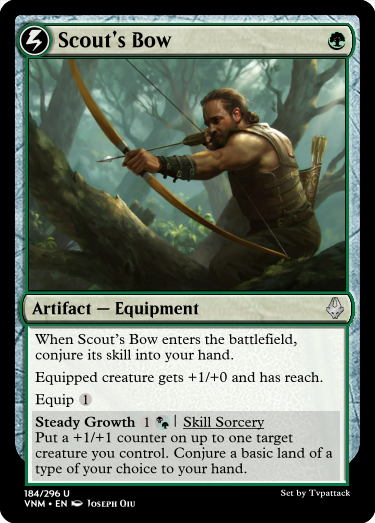 Scout's Bow
Artifact — Equipment
When Scout's Bow enters the battlefield,
conjure its skill into your hand.
Equipped creature gets +1/+0 and has reach.
Equip 1
Steady Growth 1 | Skill Sorcery
Put a +1/+1 counter on up to one target
creature you control. Conjure a basic land of a
type of your choice to your hand.
184/296 U
Set by Tvpattack
VNM • EN Joseph Qiu